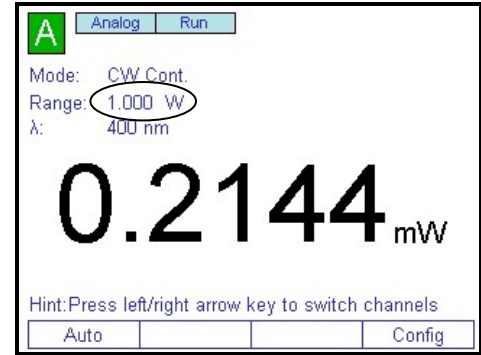 A Analog Run
Mode: CW Cont.
Range: 1.000 W
λ: 400 nm
0.2144 mW
Hint:Press left/right arrow key to switch channels
Auto Config